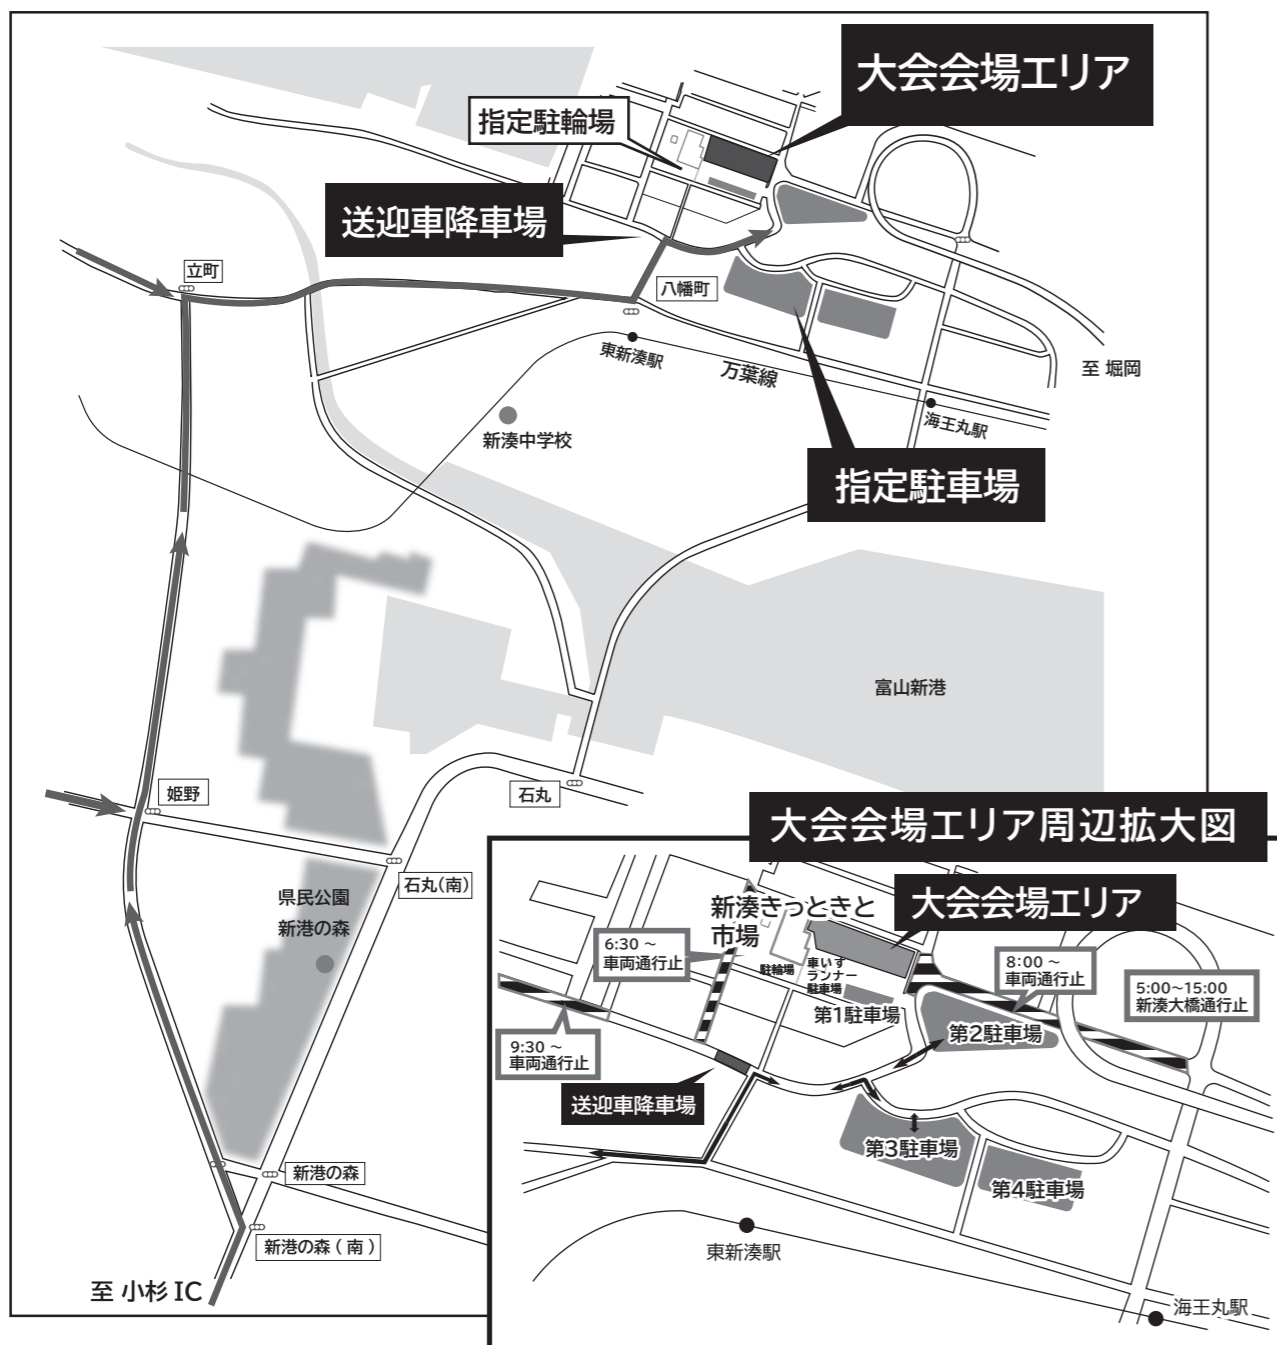 大会会場エリア
指定駐輪場
送迎車降車場
立町
八幡町
東新湊駅
万葉線
至 堀岡
海王丸駅
新湊中学校
指定駐車場
富山新港
姫野
石丸
石丸(南)
県民公園
新港の森
新港の森
新港の森(南)
至 小杉 IC
大会会場エリア周辺拡大図
新湊きっときと
市場
大会会場エリア
6:30 ~
車両通行止
駐輪場
車いす
ランナー
駐車場
8:00 ~
車両通行止
5:00~15:00
新湊大橋通行止
第1駐車場
第2駐車場
9:30 ~
車両通行止
送迎車降車場
第3駐車場
第4駐車場
東新湊駅
海王丸駅